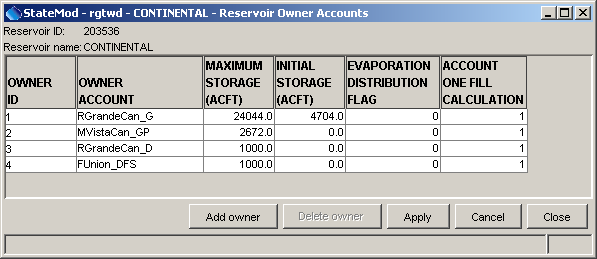 StateMod - rgtwd - CONTINENTAL - Reservoir Owner Accounts
Reservoir ID: 203536
Reservoir name: CONTINENTAL
OWNER ID OWNER ACCOUNT MAXIMUM STORAGE (ACFT) INITIAL STORAGE (ACFT) EVAPORATION DISTRIBUTION FLAG ACCOUNT ONE FILL CALCULATION
1 RGrandeCan_G 24044.0 4704.0 0 1
2 MVistaCan_GP 2672.0 0.0 0 1
3 RGrandeCan_D 1000.0 0.0 0 1
4 FUnion_DFS 1000.0 0.0 0 1
Add owner Delete owner Apply Cancel Close